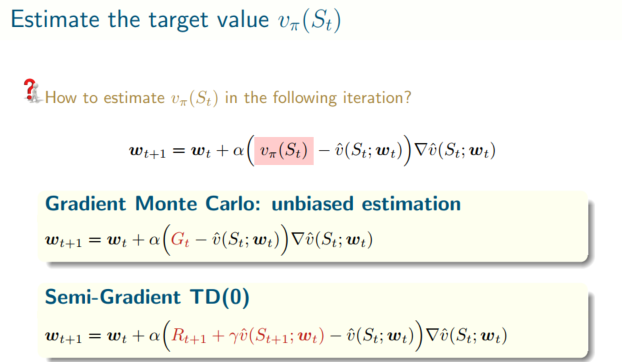 Estimate the target value $v_\pi(S_t)$
? How to estimate $v_\pi(S_t)$ in the following iteration?
$\boldsymbol{w}_{t+1} = \boldsymbol{w}_t + \alpha \Big( v_\pi(S_t) - \hat{v}(S_t; \boldsymbol{w}_t) \Big) \nabla \hat{v}(S_t; \boldsymbol{w}_t)$
Gradient Monte Carlo: unbiased estimation
$\boldsymbol{w}_{t+1} = \boldsymbol{w}_t + \alpha \Big( G_t - \hat{v}(S_t; \boldsymbol{w}_t) \Big) \nabla \hat{v}(S_t; \boldsymbol{w}_t)$
Semi-Gradient TD(0)
$\boldsymbol{w}_{t+1} = \boldsymbol{w}_t + \alpha \Big( R_{t+1} + \gamma \hat{v}(S_{t+1}; \boldsymbol{w}_t) - \hat{v}(S_t; \boldsymbol{w}_t) \Big) \nabla \hat{v}(S_t; \boldsymbol{w}_t)$